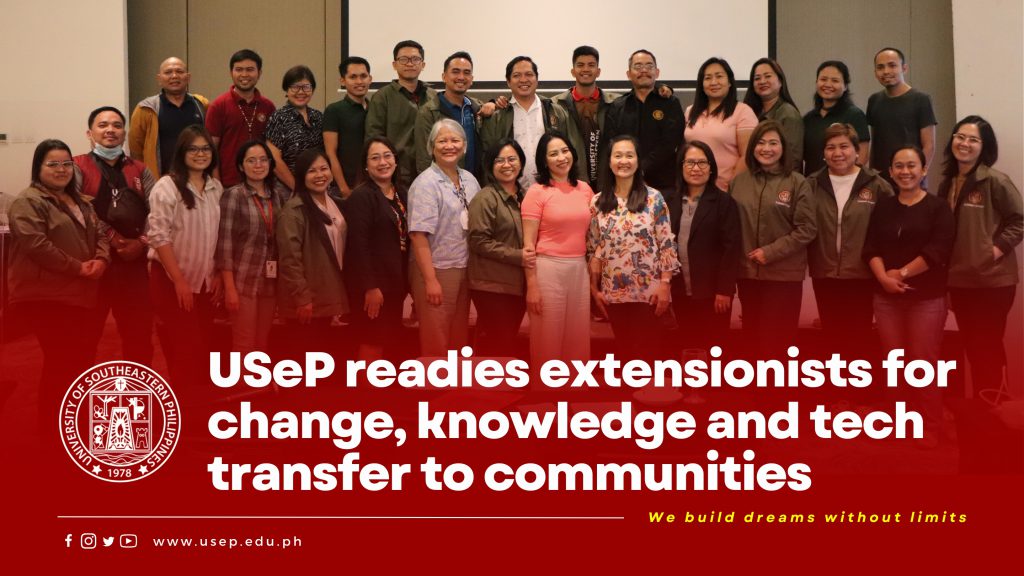 UNIVERSITY OF SOUTHEASTERN PHILIPPINES
1978
USeP readies extensionists for
change, knowledge and tech
transfer to communities
We build dreams without limits
www.usep.edu.ph